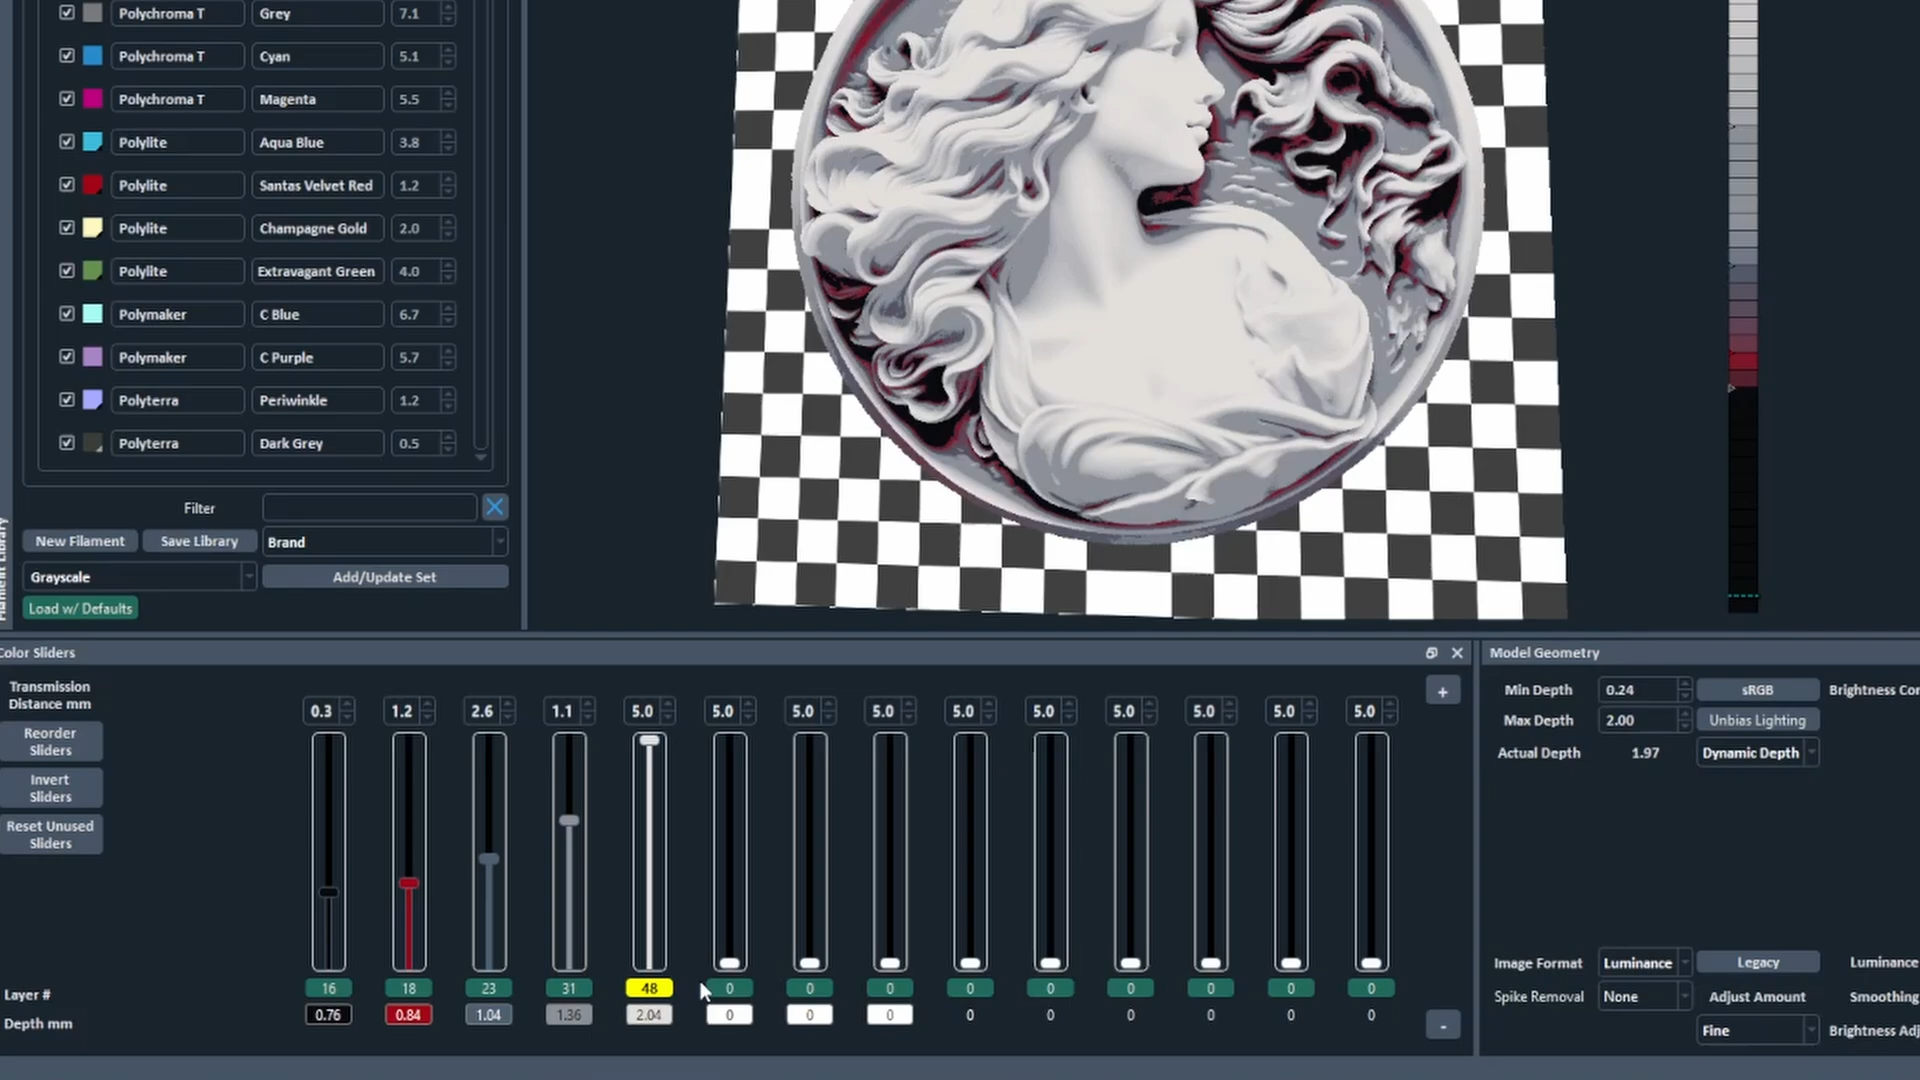 Polychroma T Grey 7.1
Polychroma T Cyan 5.1
Polychroma T Magenta 5.5
Polylite Aqua Blue 3.8
Polylite Santas Velvet Red 1.2
Polylite Champagne Gold 2.0
Polylite Extravagant Green 4.0
Polymaker C Blue 6.7
Polymaker C Purple 5.7
Polyterra Periwinkle 1.2
Polyterra Dark Grey 0.5
Filter
New Filament Save Library Brand
Grayscale Add/Update Set
Load w/ Defaults
Library
Color Sliders
Transmission
Distance mm
0.3 1.2 2.6 1.1 5.0 5.0 5.0 5.0 5.0 5.0 5.0 5.0 5.0 5.0
+
Reorder
Sliders
Invert
Sliders
Reset Unused
Sliders
Layer # 16 18 23 31 48 0 0 0 0 0 0 0 0 0
Depth mm 0.76 0.84 1.04 1.36 2.04 0 0 0 0 0 0 0 0 0
-
Model Geometry
Min Depth 0.24 sRGB Brightness Co
Max Depth 2.00 Unbias Lighting
Actual Depth 1.97 Dynamic Depth
Image Format Luminance Legacy Luminance
Spike Removal None Adjust Amount Smoothing
Fine Brightness Adj